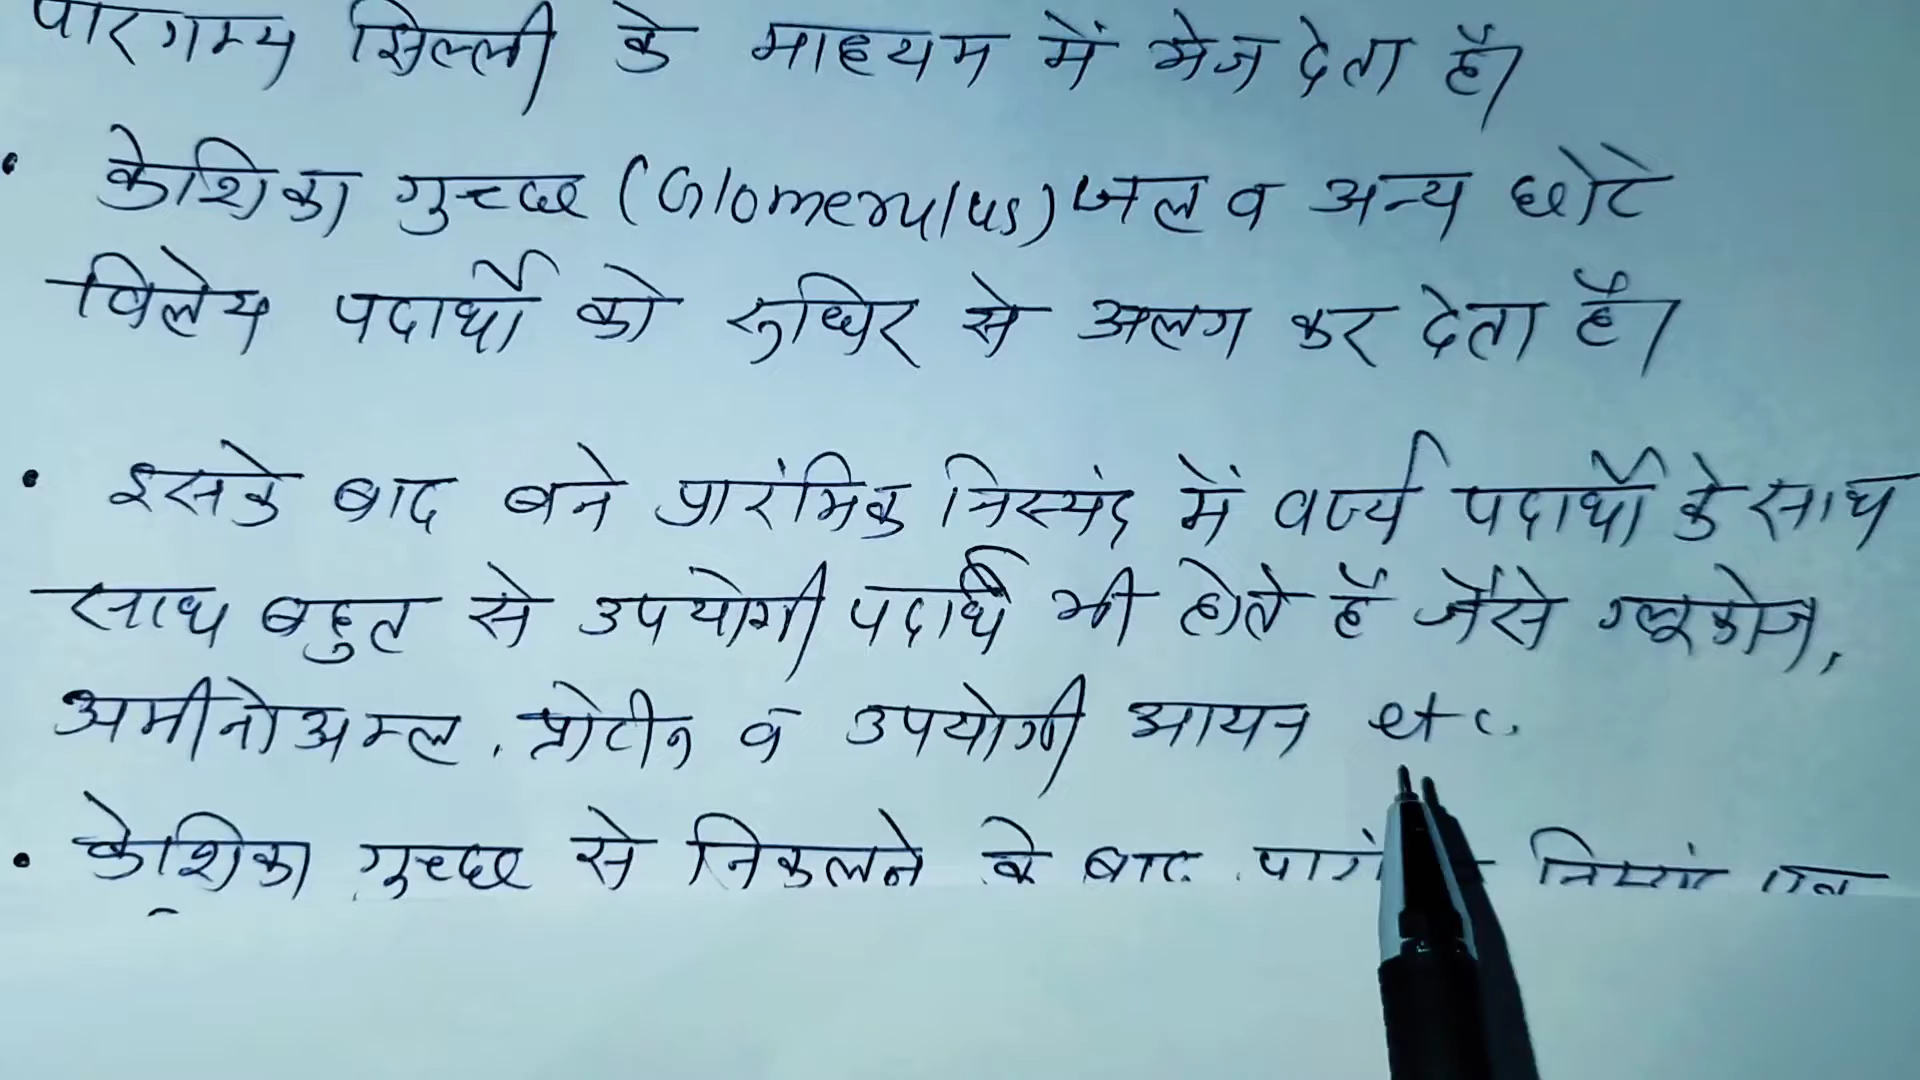 पारगम्य झिल्ली के माध्यम में भेज देता है।
• केशिका गुच्छ (Glomerulus) जल व अन्य छोटे
विलेय पदार्थों को रुधिर से अलग कर देता है।
• इसके बाद बने प्रारंभिक निस्यंद में वर्ज्य पदार्थों के साथ
साथ बहुत से उपयोगी पदार्थ भी होते हैं जैसे ग्लूकोज,
अमीनोअम्ल, प्रोटीन व उपयोगी आयन etc.
• केशिका गुच्छ से निकलने के बाद